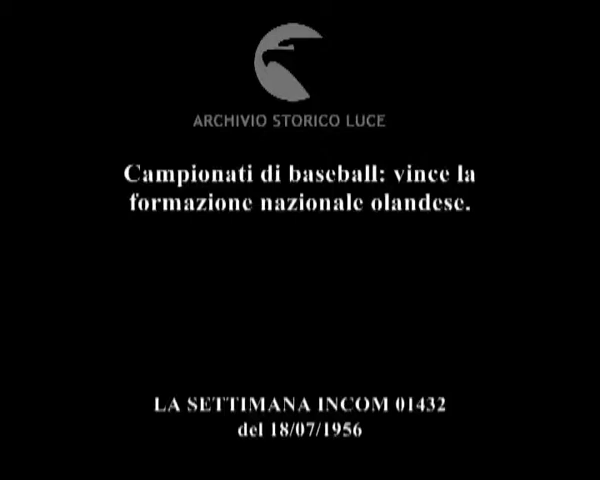 ARCHIVIO STORICO LUCE
Campionati di baseball: vince la
formazione nazionale olandese.
LA SETTIMANA INCOM 01432
del 18/07/1956